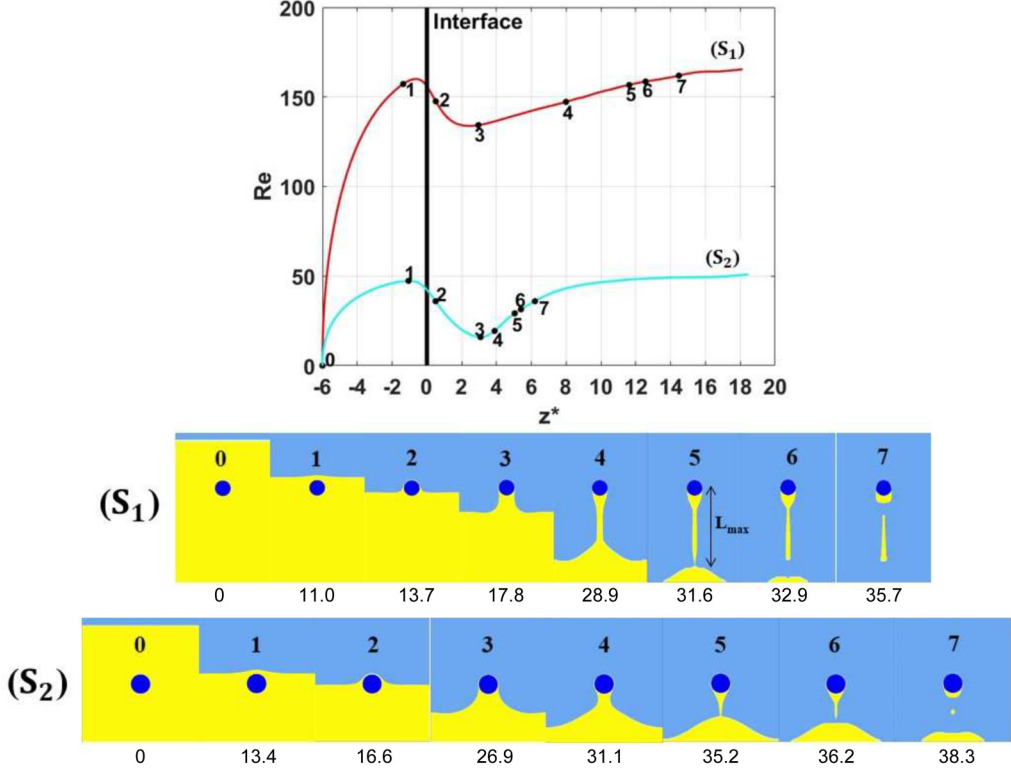 200
Interface
(S₁)
150
1
2
3
4
5
6
7
Re
100
(S₂)
50
1
2
3
4
5
6
7
0
0
-6 -4 -2 0 2 4 6 8 10 12 14 16 18 20
z*
(S₁)
0 1 2 3 4 5 6 7
Lmax
0 11.0 13.7 17.8 28.9 31.6 32.9 35.7
(S₂)
0 1 2 3 4 5 6 7
0 13.4 16.6 26.9 31.1 35.2 36.2 38.3